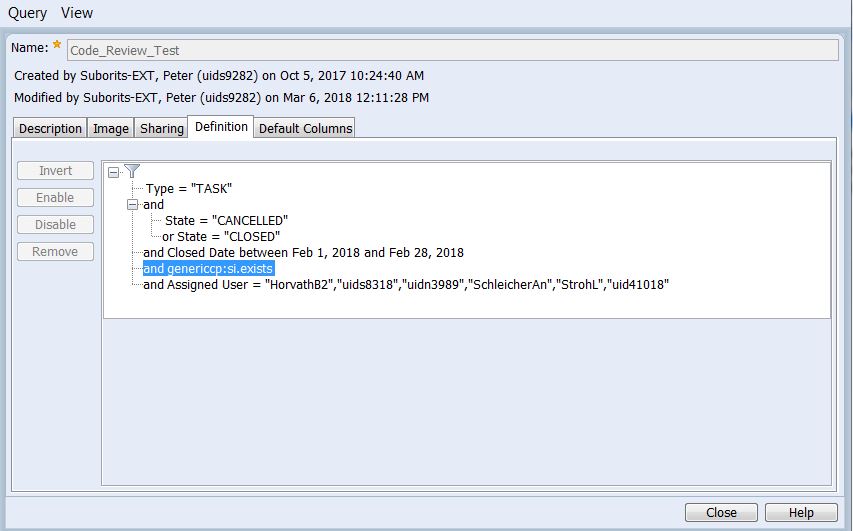 Query View
Name: Code_Review_Test
Created by Suborits-EXT, Peter (uids9282) on Oct 5, 2017 10:24:40 AM
Modified by Suborits-EXT, Peter (uids9282) on Mar 6, 2018 12:11:28 PM
Description Image Sharing Definition Default Columns
Invert
Enable
Disable
Remove
Type = "TASK"
and
State = "CANCELLED"
or State = "CLOSED"
and Closed Date between Feb 1, 2018 and Feb 28, 2018
and genericcp:si.exists
and Assigned User = "HorvathB2","uids8318","uidn3989","SchleicherAn","StrohL","uid41018"
Close Help